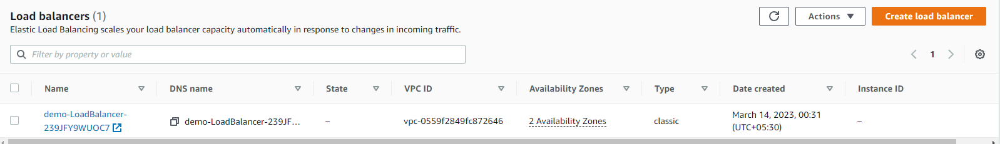 Load balancers (1)
Actions
Create load balancer
Elastic Load Balancing scales your load balancer capacity automatically in response to changes in incoming traffic.
Filter by property or value
1
Name DNS name State VPC ID Availability Zones Type Date created Instance ID
demo-LoadBalancer-
239JFY9WUOC7
demo-LoadBalancer-239JF...
–
vpc-0559f2849fc872646
2 Availability Zones
classic
March 14, 2023, 00:31
(UTC+05:30)
–